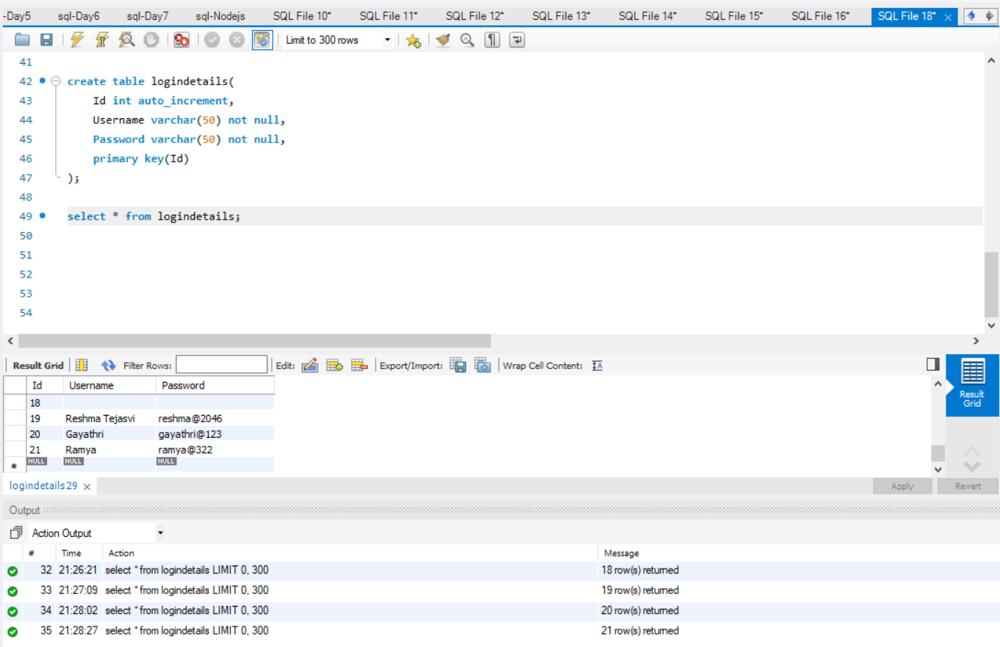 -Day5 sql-Day6 sql-Day7 sql-Nodejs SQL File 10* SQL File 11* SQL File 12* SQL File 13* SQL File 14* SQL File 15* SQL File 16* SQL File 18*
Limit to 300 rows
41
42 create table logindetails(
43 Id int auto_increment,
44 Username varchar(50) not null,
45 Password varchar(50) not null,
46 primary key(Id)
47 );
48
49 select * from logindetails;
50
51
52
53
54
Result Grid Filter Rows: Edit: Export/Import: Wrap Cell Content: IA
Result Grid
Id Username Password
18
19 Reshma Tejasvi reshma@2046
20 Gayathri gayathri@123
21 Ramya ramya@322
NULL NULL NULL
logindetails 29 Apply Revert
Output
Action Output
# Time Action Message
32 21:26:21 select * from logindetails LIMIT 0, 300 18 row(s) returned
33 21:27:09 select * from logindetails LIMIT 0, 300 19 row(s) returned
34 21:28:02 select * from logindetails LIMIT 0, 300 20 row(s) returned
35 21:28:27 select * from logindetails LIMIT 0, 300 21 row(s) returned